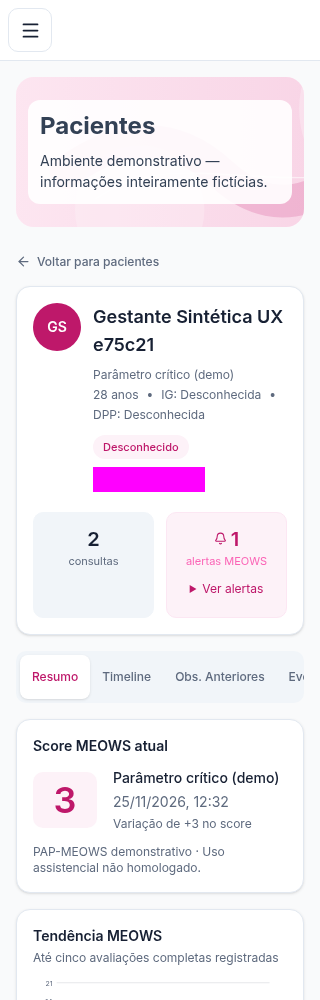 Pacientes
Ambiente demonstrativo —
informações inteiramente fictícias.
Voltar para pacientes
GS
Gestante Sintética UX
e75c21
Parâmetro crítico (demo)
28 anos • IG: Desconhecida •
DPP: Desconhecida
Desconhecido
2
consultas
1
alertas MEOWS
Ver alertas
Resumo Timeline Obs. Anteriores
Score MEOWS atual
3
Parâmetro crítico (demo)
25/11/2026, 12:32
Variação de +3 no score
PAP-MEOWS demonstrativo · Uso
assistencial não homologado.
Tendência MEOWS
Até cinco avaliações completas registradas
21